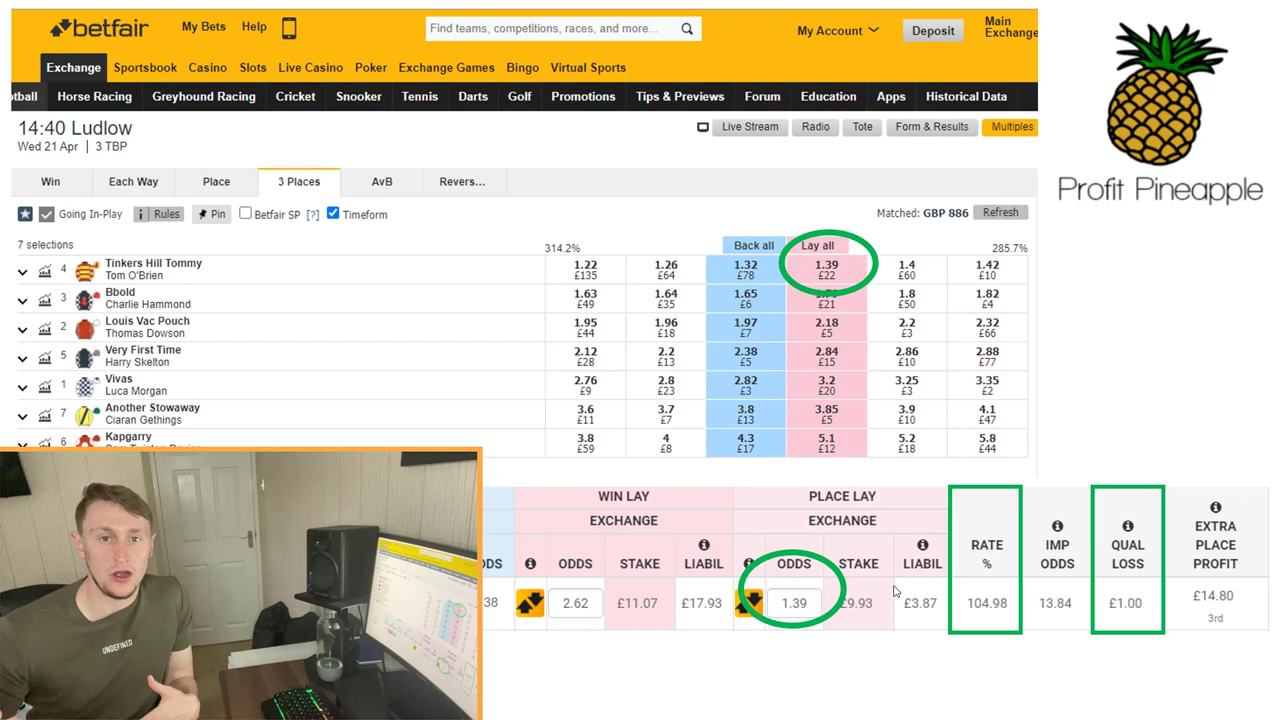 betfair
My Bets
Help
Find teams, competitions, races, and more...
My Account
Deposit
Main
Exchange
Exchange
Sportsbook
Casino
Slots
Live Casino
Poker
Exchange Games
Bingo
Virtual Sports
otball
Horse Racing
Greyhound Racing
Cricket
Snooker
Tennis
Darts
Golf
Promotions
Tips & Previews
Forum
Education
Apps
Historical Data
14:40 Ludlow
Wed 21 Apr | 3 TBP
Live Stream
Radio
Tote
Form & Results
Multiples
Win
Each Way
Place
3 Places
AvB
Revers...
Going In-Play
Rules
Pin
Betfair SP [?]
Timeform
Matched: GBP 886
Refresh
7 selections
314.2%
Back all
Lay all
285.7%
4 Tinkers Hill Tommy 1.22 1.26 1.32 1.39 1.4 1.42
Tom O'Brien £135 £64 £78 £22 £60 £10
3 Bbold 1.63 1.64 1.65 1.8 1.82
Charlie Hammond £49 £35 £6 £21 £50 £4
2 Louis Vac Pouch 1.95 1.96 1.97 2.18 2.2 2.32
Thomas Dowson £44 £18 £7 £5 £3 £66
5 Very First Time 2.12 2.2 2.38 2.84 2.86 2.88
Harry Skelton £28 £13 £5 £15 £10 £77
1 Vivas 2.76 2.8 2.82 3.2 3.25 3.35
Luca Morgan £9 £23 £3 £20 £3 £2
7 Another Stowaway 3.6 3.7 3.8 3.85 3.9 4.1
Ciaran Gethings £11 £7 £13 £5 £10 £47
6 Kapgarry 3.8 4 4.3 5.1 5.2 5.8
£59 £8 £17 £12 £18 £44
Profit Pineapple
UNDEFINED
WIN LAY
PLACE LAY
EXCHANGE
EXCHANGE
DDS
ODDS
STAKE
LIABIL
ODDS
STAKE
LIABIL
RATE
%
IMP
ODDS
QUAL
LOSS
EXTRA
PLACE
PROFIT
.38
2.62
£11.07
£17.93
1.39
£9.93
£3.87
104.98
13.84
£1.00
£14.80
3rd